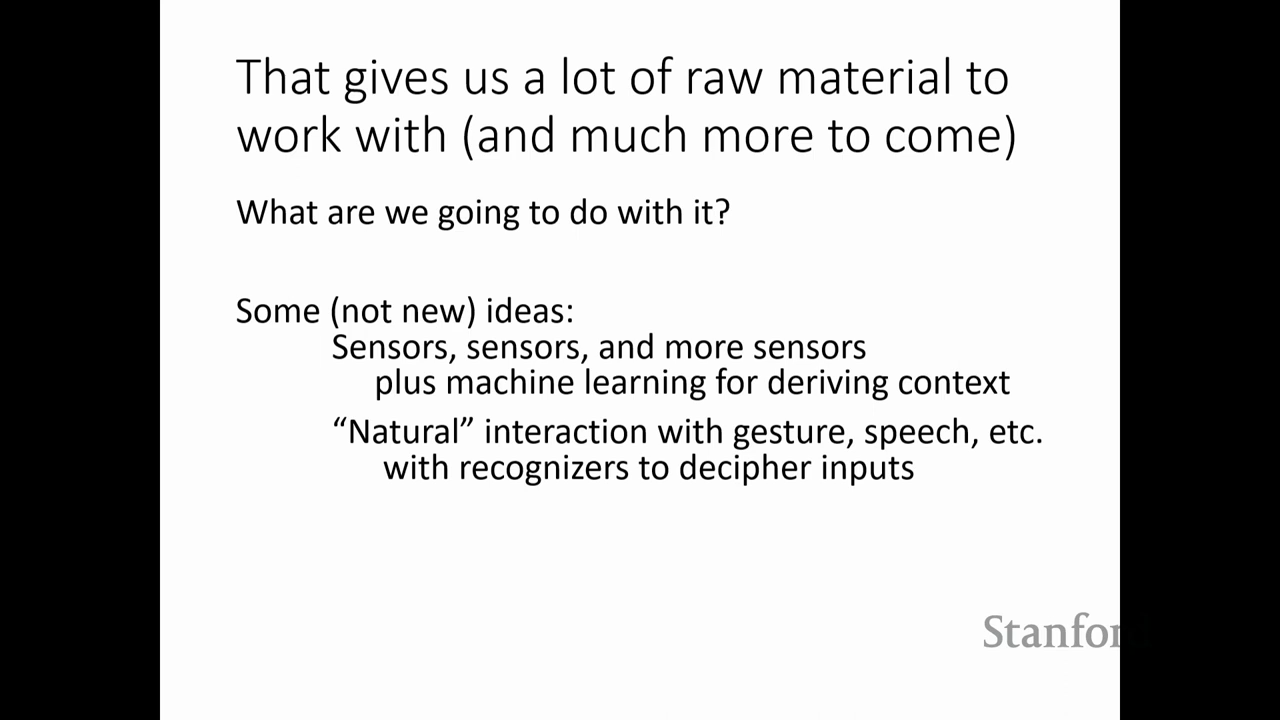 That gives us a lot of raw material to
work with (and much more to come)
What are we going to do with it?
Some (not new) ideas:
Sensors, sensors, and more sensors
plus machine learning for deriving context
“Natural” interaction with gesture, speech, etc.
with recognizers to decipher inputs
Stanfor